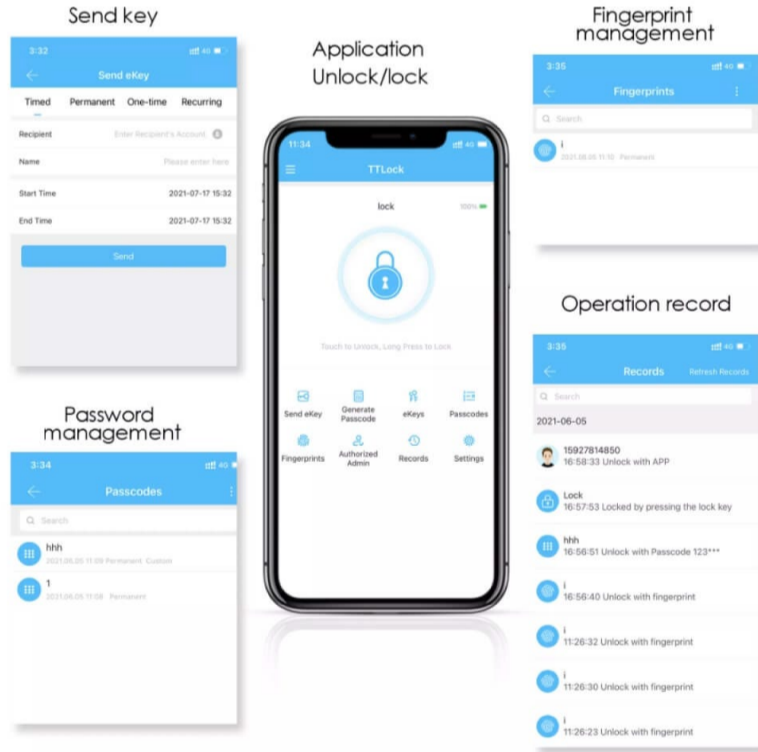 Send key
3:32
4G
Send eKey
Timed Permanent One-time Recurring
Recipient Enter Recipient's Account
Name Please enter here
Start Time 2021-07-17 15:32
End Time 2021-07-17 15:32
Send
Password
management
3:34
4G
Passcodes
Search
hhh
Permanent Custom
1
2021.06.05 11:08 Permanent
Application
Unlock/lock
11:34
4G
TTLock
lock 100%
Touch to Unlock, Long Press to Lock
Send eKey Generate Passcode eKeys Passcodes
Fingerprints Authorized Admin Records Settings
Fingerprint
management
3:35
4G
Fingerprints
Search
i
2021.06.05 11:10 Permanent
Operation record
3:35
4G
Records Refresh Records
Search
2021-06-05
15927814850
16:58:33 Unlock with APP
Lock
16:57:53 Locked by pressing the lock key
hhh
16:56:51 Unlock with Passcode 123***
i
16:56:40 Unlock with fingerprint
i
11:26:32 Unlock with fingerprint
i
11:26:30 Unlock with fingerprint
i
11:26:23 Unlock with fingerprint